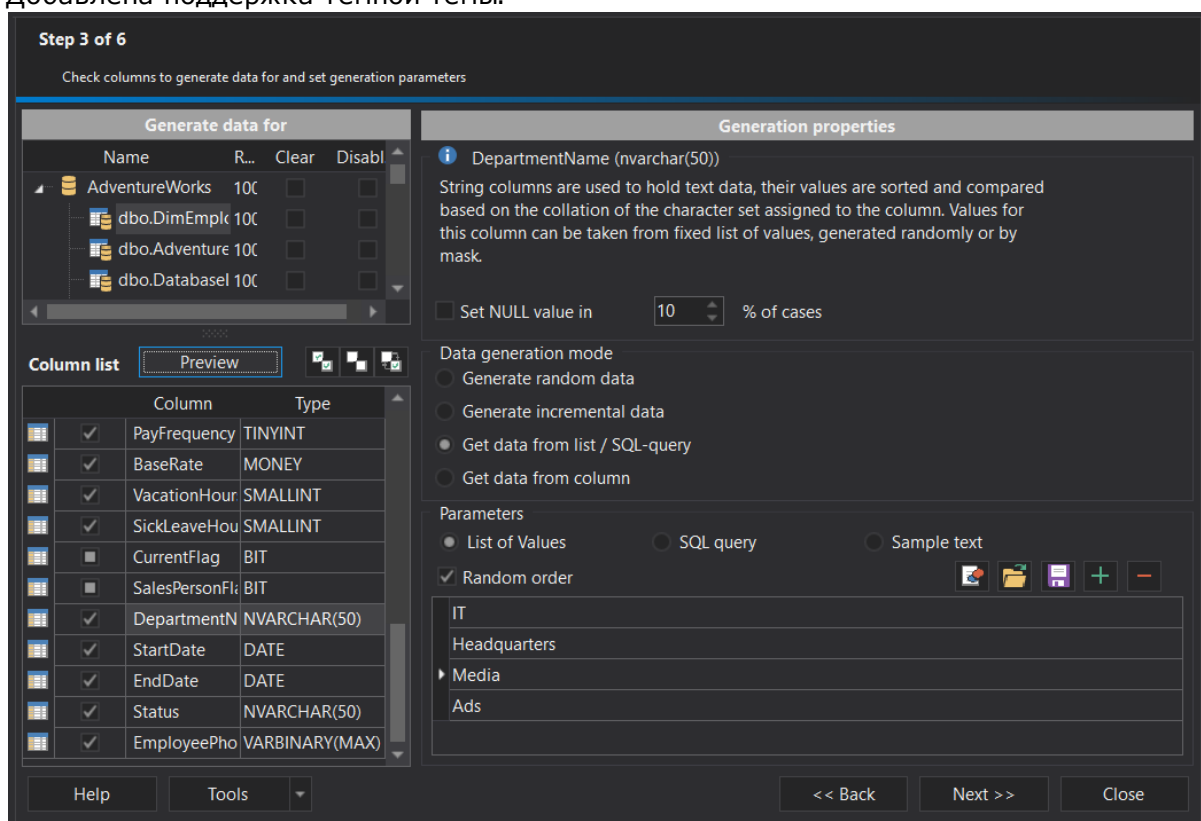 Добавлена поддержка тёмной темы.
Step 3 of 6
Check columns to generate data for and set generation parameters
Generate data for
Name R... Clear Disabl
AdventureWorks 100
dbo.DimEmplo 100
dbo.Adventure 100
dbo.Databasel 100
Column list Preview
Column Type
PayFrequency TINYINT
BaseRate MONEY
VacationHour SMALLINT
SickLeaveHou SMALLINT
CurrentFlag BIT
SalesPersonFla BIT
DepartmentN NVARCHAR(50)
StartDate DATE
EndDate DATE
Status NVARCHAR(50)
EmployeePho VARBINARY(MAX)
Generation properties
DepartmentName (nvarchar(50))
String columns are used to hold text data, their values are sorted and compared
based on the collation of the character set assigned to the column. Values for
this column can be taken from fixed list of values, generated randomly or by
mask.
Set NULL value in 10 % of cases
Data generation mode
Generate random data
Generate incremental data
Get data from list / SQL-query
Get data from column
Parameters
List of Values SQL query Sample text
Random order
IT
Headquarters
Media
Ads
Help Tools << Back Next >> Close